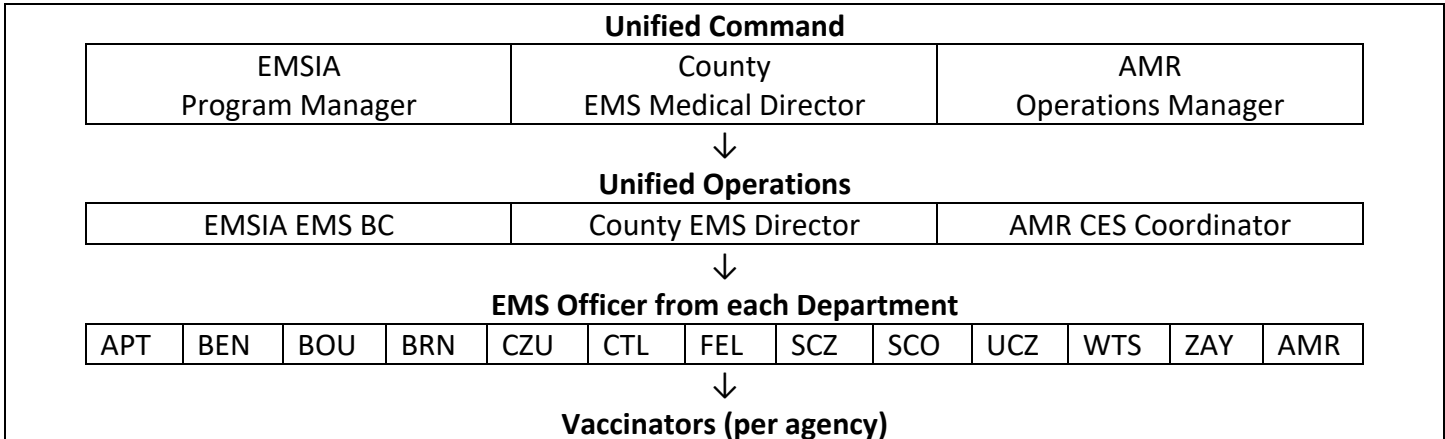 Unified Command
EMSIA County AMR
Program Manager EMS Medical Director Operations Manager
↓
Unified Operations
EMSIA EMS BC County EMS Director AMR CES Coordinator
↓
EMS Officer from each Department
APT BEN BOU BRN CZU CTL FEL SCZ SCO UCZ WTS ZAY AMR
↓
Vaccinators (per agency)